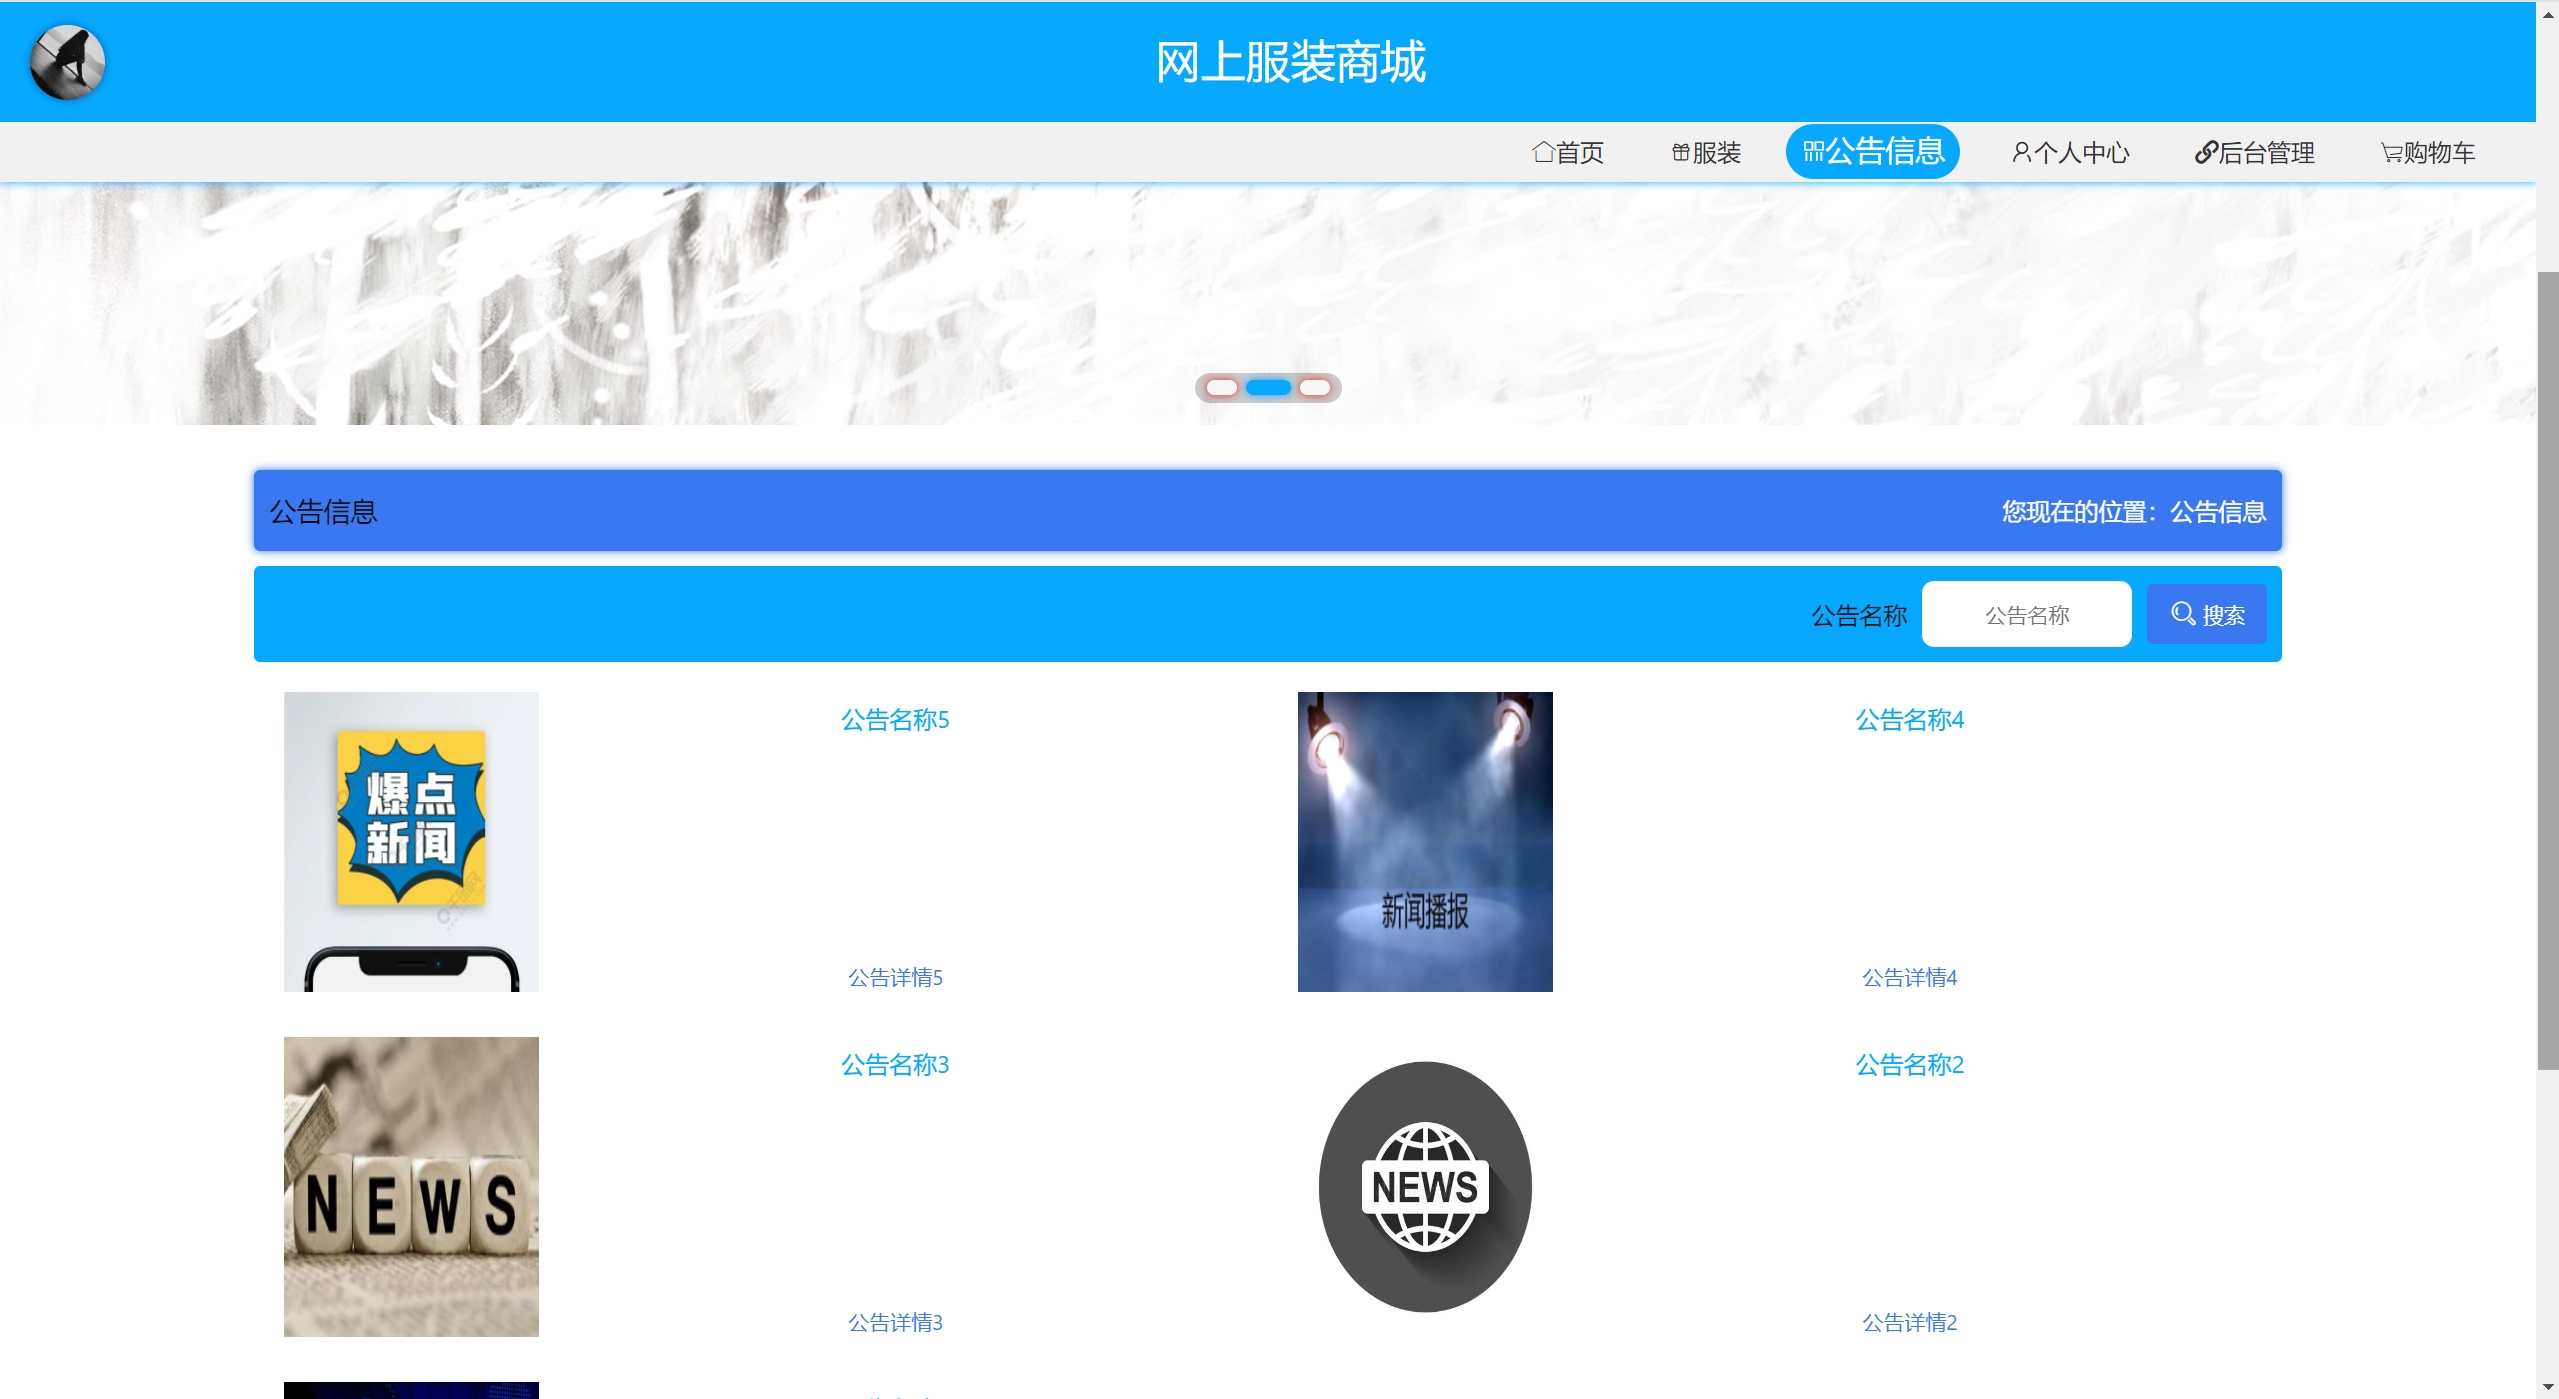 网上服装商城
首页 服装 公告信息 个人中心 后台管理 购物车
公告信息 您现在的位置：公告信息
公告名称 公告名称 搜索
爆点
新闻
公告名称5
公告详情5
新闻播报
公告名称4
公告详情4
NEWS
公告名称3
公告详情3
NEWS
公告名称2
公告详情2